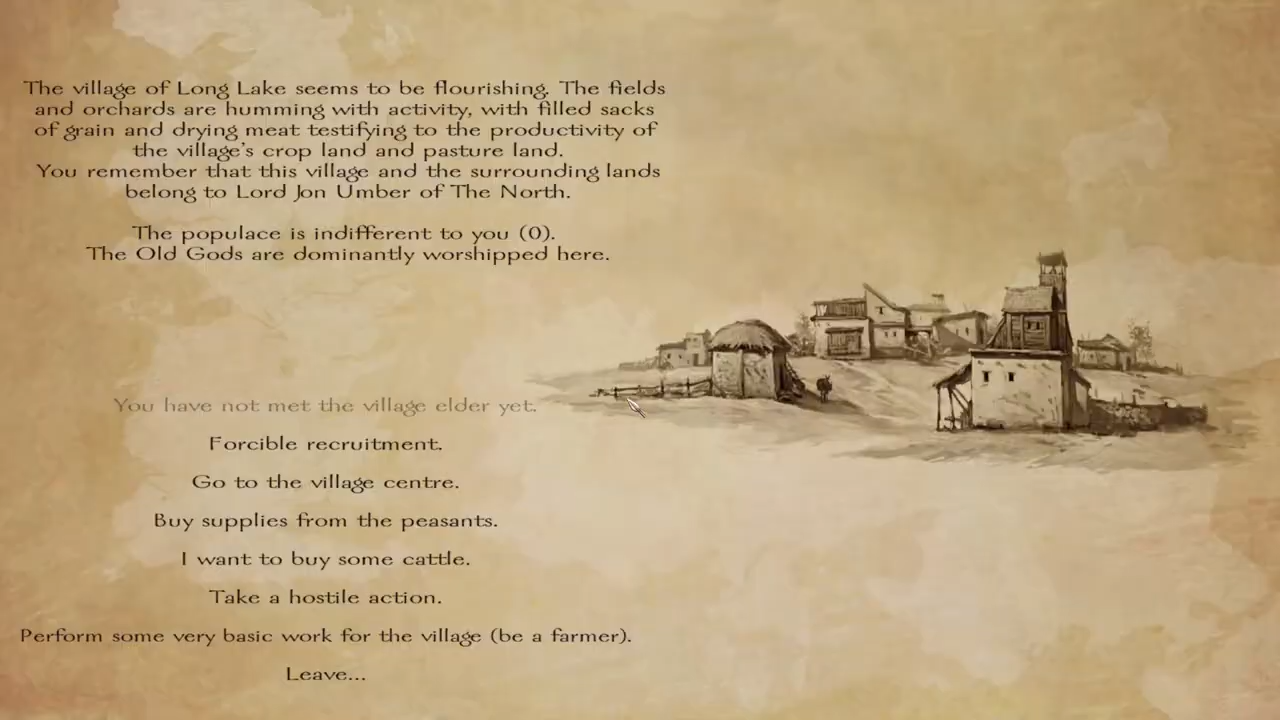 The village of Long Lake seems to be flourishing. The fields
and orchards are humming with activity, with filled sacks
of grain and drying meat testifying to the productivity of
the village's crop land and pasture land.
You remember that this village and the surrounding lands
belong to Lord Jon Umber of The North.
The populace is indifferent to you (0).
The Old Gods are dominantly worshipped here.
You have not met the village elder yet.
Forcible recruitment.
Go to the village centre.
Buy supplies from the peasants.
I want to buy some cattle.
Take a hostile action.
Perform some very basic work for the village (be a farmer).
Leave...